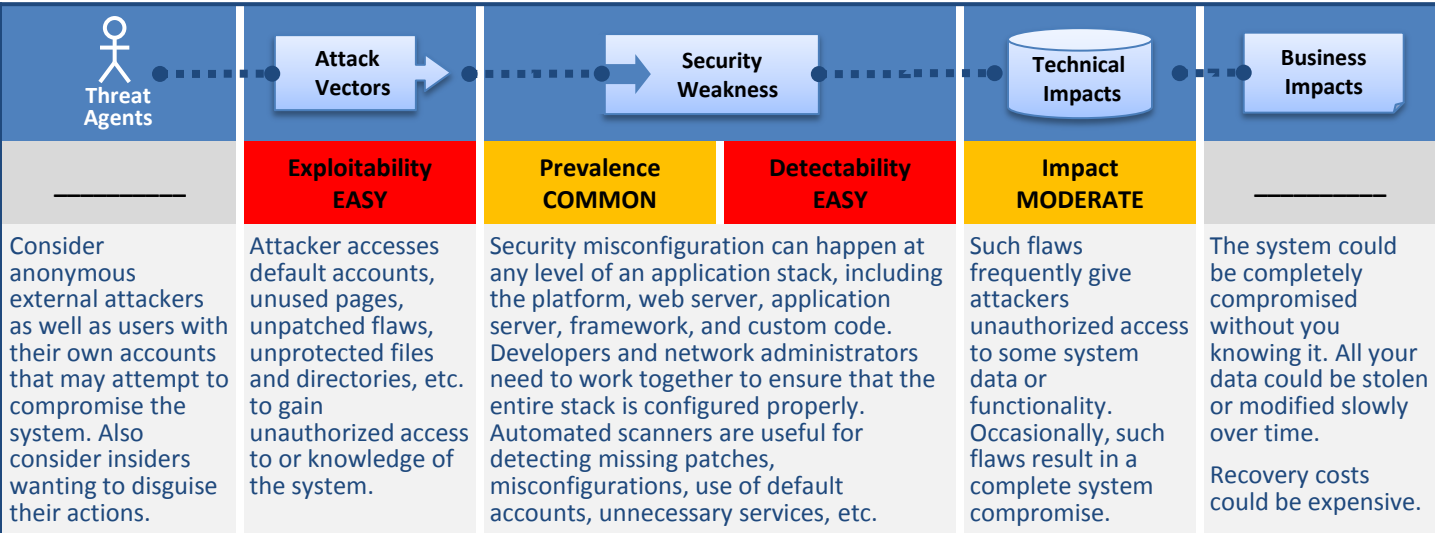 Threat
Agents
Attack
Vectors
Security
Weakness
Technical
Impacts
Business
Impacts
__________
Exploitability
EASY
Prevalence
COMMON
Detectability
EASY
Impact
MODERATE
__________
Consider
anonymous
external attackers
as well as users with
their own accounts
that may attempt to
compromise the
system. Also
consider insiders
wanting to disguise
their actions.
Attacker accesses
default accounts,
unused pages,
unpatched flaws,
unprotected files
and directories, etc.
to gain
unauthorized access
to or knowledge of
the system.
Security misconfiguration can happen at
any level of an application stack, including
the platform, web server, application
server, framework, and custom code.
Developers and network administrators
need to work together to ensure that the
entire stack is configured properly.
Automated scanners are useful for
detecting missing patches,
misconfigurations, use of default
accounts, unnecessary services, etc.
Such flaws
frequently give
attackers
unauthorized access
to some system
data or
functionality.
Occasionally, such
flaws result in a
complete system
compromise.
The system could
be completely
compromised
without you
knowing it. All your
data could be stolen
or modified slowly
over time.
Recovery costs
could be expensive.